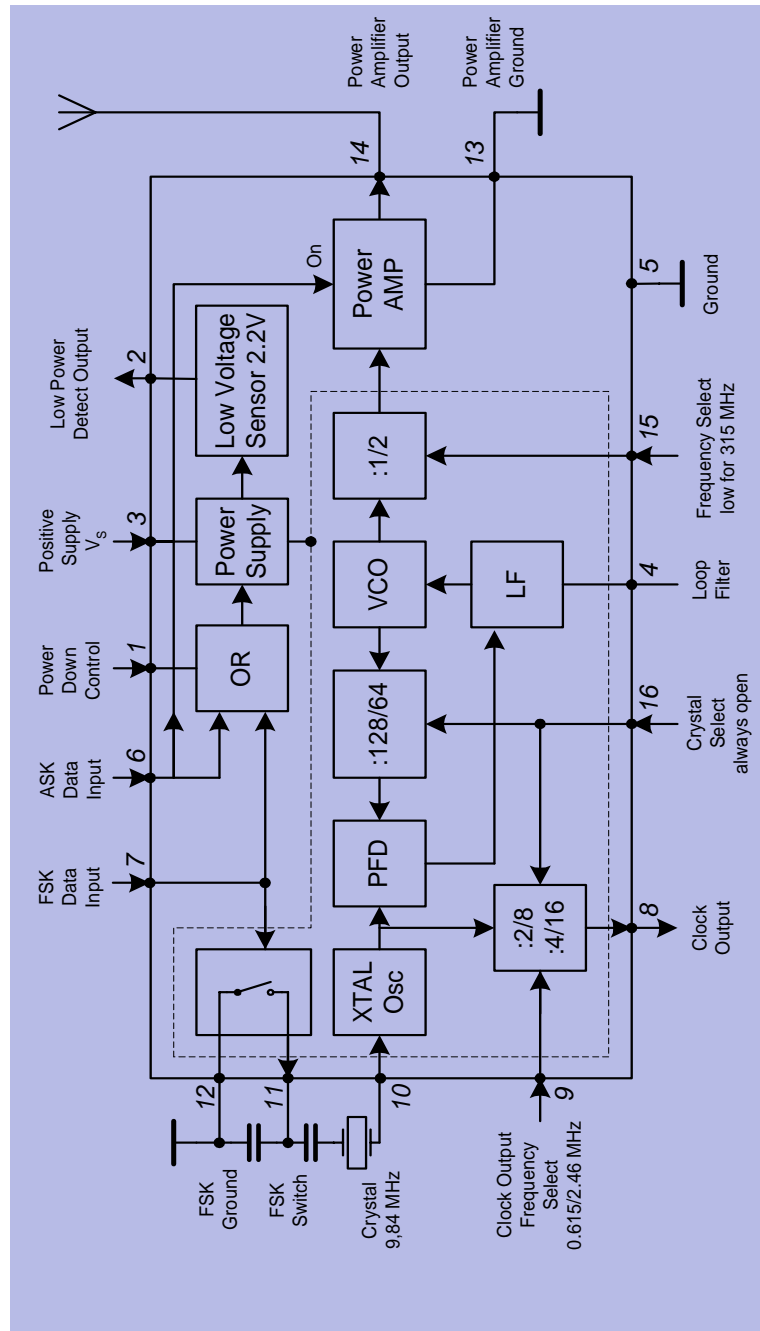 FSK
Data
Input
7
ASK
Data
Input
6
Power
Down
Control
1
Positive
Supply
VS
3
Low Power
Detect Output
2
OR
Power
Supply
Low Voltage
Sensor 2.2V
On
12
11
10
9
FSK
Ground
FSK
Switch
Crystal
9,84 MHz
Clock Output
Frequency
Select
0.615/2.46 MHz
XTAL
Osc
PFD
:128/64
VCO
:1/2
Power
AMP
14
Power
Amplifier
Output
13
Power
Amplifier
Ground
:2/8
:4/16
LF
8
Clock
Output
16
Crystal
Select
always open
4
Loop
Filter
15
Frequency Select
low for 315 MHz
5
Ground